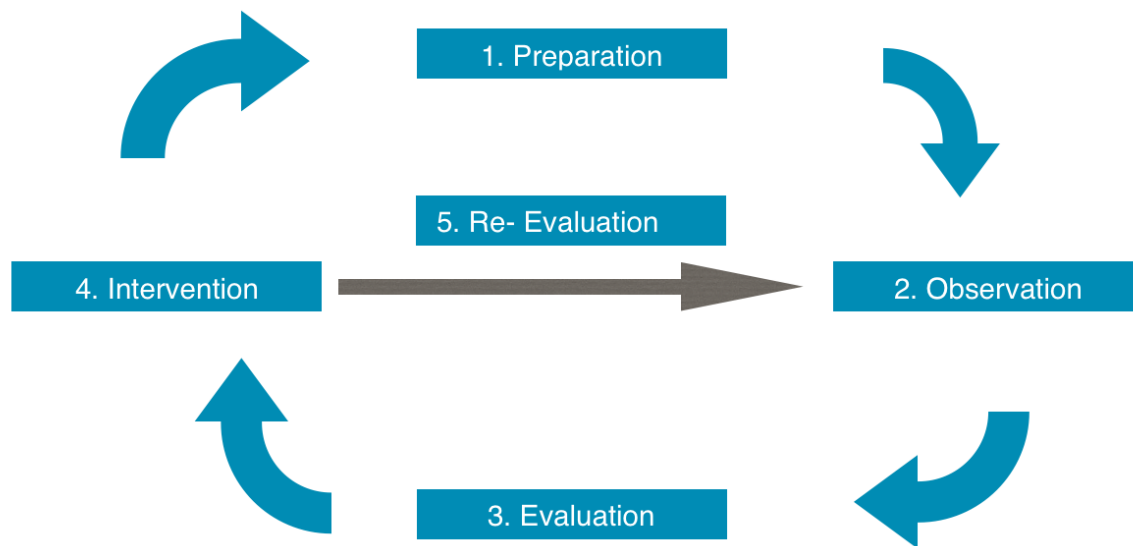 1. Preparation
5. Re- Evaluation
4. Intervention
2. Observation
3. Evaluation